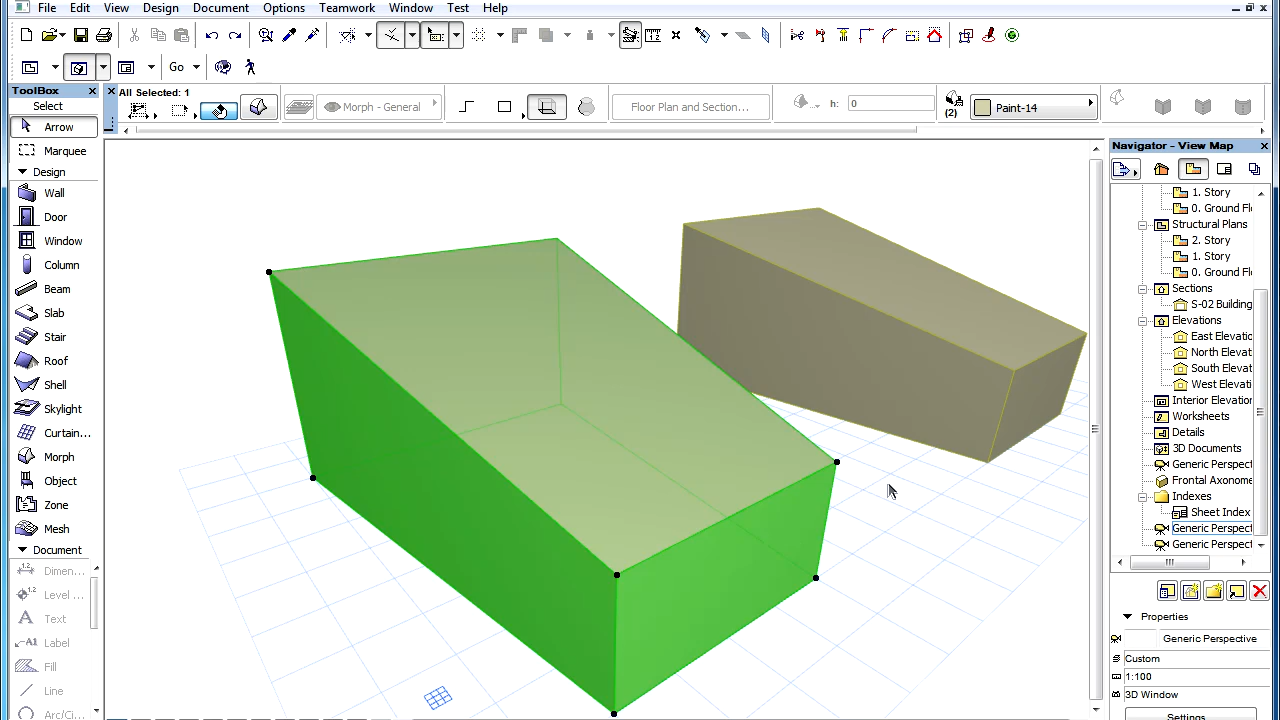 File Edit View Design Document Options Teamwork Window Test Help
Go
ToolBox
Select
Arrow
Marquee
Design
Wall
Door
Window
Column
Beam
Slab
Stair
Roof
Shell
Skylight
Curtain...
Morph
Object
Zone
Mesh
Document
Dimen...
Level ...
Text
Label
Fill
Line
Arc/Ci...
All Selected: 1
Morph - General
Floor Plan and Section...
h: 0
(2)
Paint-14
Navigator - View Map
1. Story
0. Ground Fl
Structural Plans
2. Story
1. Story
0. Ground Fl
Sections
S-02 Building
Elevations
East Elevatio
North Elevat
South Elevat
West Elevati
Interior Elevation
Worksheets
Details
3D Documents
Generic Perspect
Frontal Axonome
Indexes
Sheet Index
Generic Perspect
Generic Perspect
Properties
Generic Perspective
Custom
1:100
3D Window
Settings